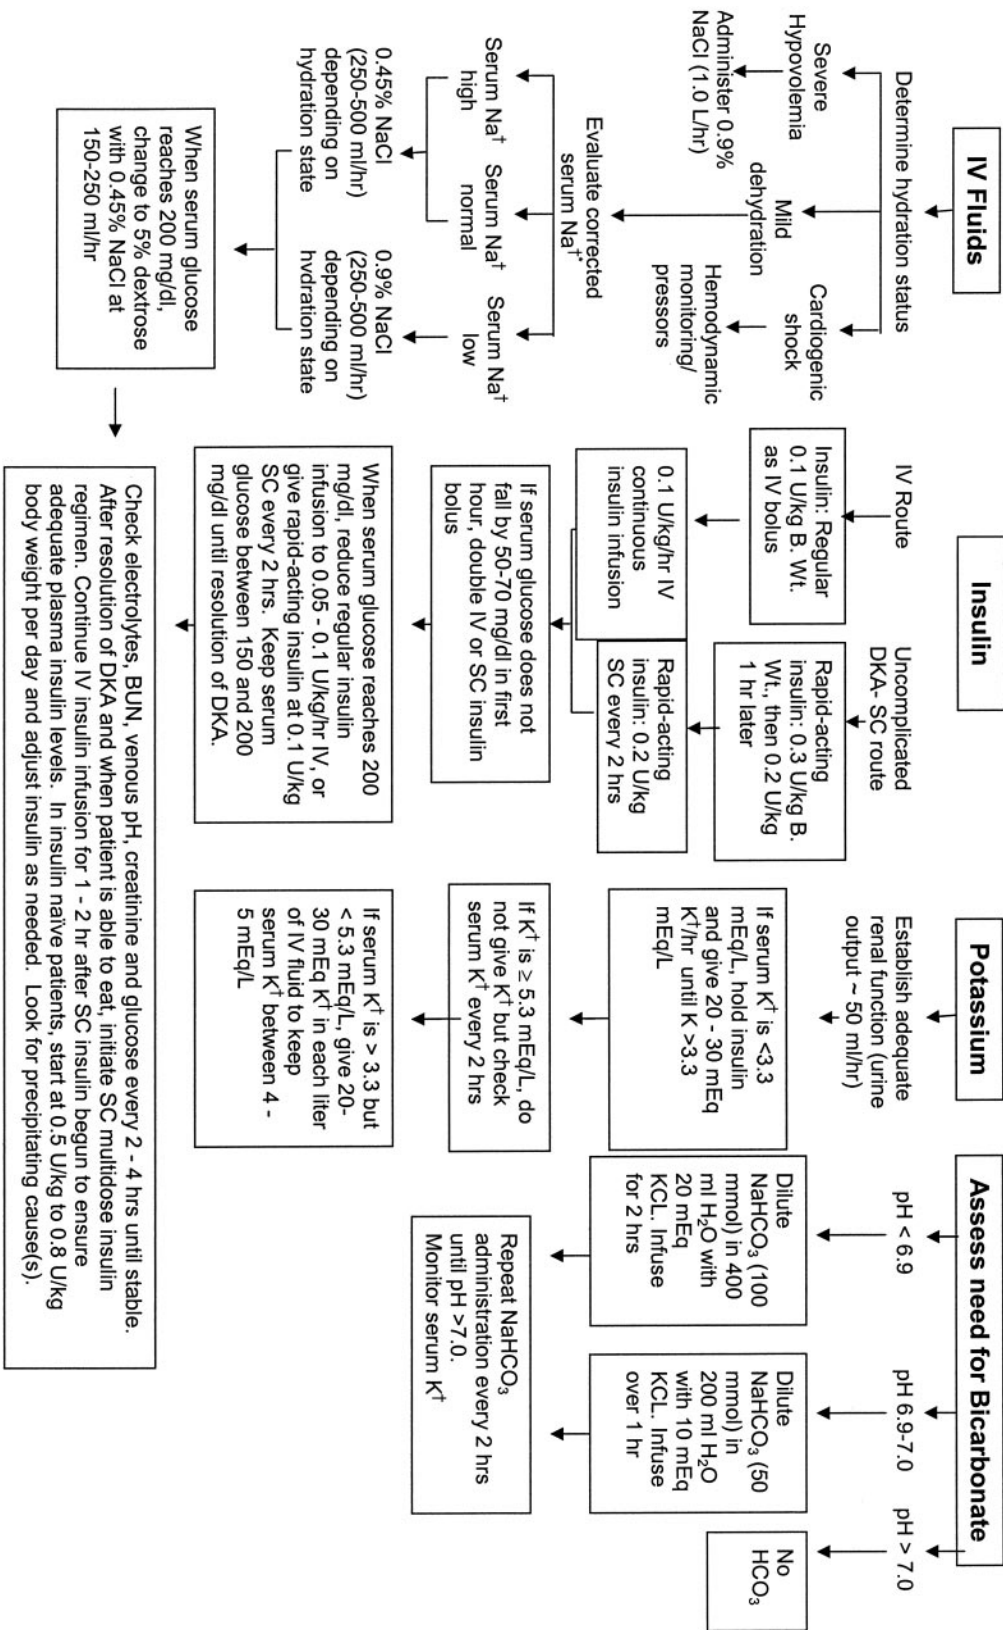 IV Fluids
Determine hydration status
Severe
Hypovolemia
Administer 0.9%
NaCl (1.0 L/hr)
Mild
dehydration
Cardiogenic
shock
Hemodynamic
monitoring/
pressors
Evaluate corrected
serum Na†*
Serum Na†
high
Serum Na†
normal
Serum Na†
low
0.45% NaCl
(250-500 ml/hr)
depending on
hydration state
0.9% NaCl
(250-500 ml/hr)
depending on
hydration state
When serum glucose
reaches 200 mg/dl,
change to 5% dextrose
with 0.45% NaCl at
150-250 ml/hr
Insulin
IV Route
Insulin: Regular
0.1 U/kg B. Wt.
as IV bolus
0.1 U/kg/hr IV
continuous
insulin infusion
Uncomplicated
DKA- SC route
Rapid-acting
insulin: 0.3 U/kg B.
Wt., then 0.2 U/kg
1 hr later
Rapid-acting
insulin: 0.2 U/kg
SC every 2 hrs
If serum glucose does not
fall by 50-70 mg/dl in first
hour, double IV or SC insulin
bolus
When serum glucose reaches 200
mg/dl, reduce regular insulin
infusion to 0.05 - 0.1 U/kg/hr IV, or
give rapid-acting insulin at 0.1 U/kg
SC every 2 hrs. Keep serum
glucose between 150 and 200
mg/dl until resolution of DKA.
Potassium
Establish adequate
renal function (urine
output ~ 50 ml/hr)
If serum K† is <3.3
mEq/L, hold insulin
and give 20 - 30 mEq
K†/hr until K >3.3
mEq/L
If K† is ≥ 5.3 mEq/L, do
not give K† but check
serum K† every 2 hrs
If serum K† is > 3.3 but
< 5.3 mEq/L, give 20-
30 mEq K† in each liter
of IV fluid to keep
serum K† between 4 -
5 mEq/L
Assess need for Bicarbonate
pH < 6.9
Dilute
NaHCO₃ (100
mmol) in 400
ml H₂O with
20 mEq
KCL. Infuse
for 2 hrs
pH 6.9-7.0
Dilute
NaHCO₃ (50
mmol) in
200 ml H₂O
with 10 mEq
KCL. Infuse
over 1 hr
pH > 7.0
No
HCO₃
Repeat NaHCO₃
administration every 2 hrs
until pH >7.0.
Monitor serum K†
Check electrolytes, BUN, venous pH, creatinine and glucose every 2 - 4 hrs until stable.
After resolution of DKA and when patient is able to eat, initiate SC multidose insulin
regimen. Continue IV insulin infusion for 1 - 2 hr after SC insulin begun to ensure
adequate plasma insulin levels. In insulin naïve patients, start at 0.5 U/kg to 0.8 U/kg
body weight per day and adjust insulin as needed. Look for precipitating cause(s).